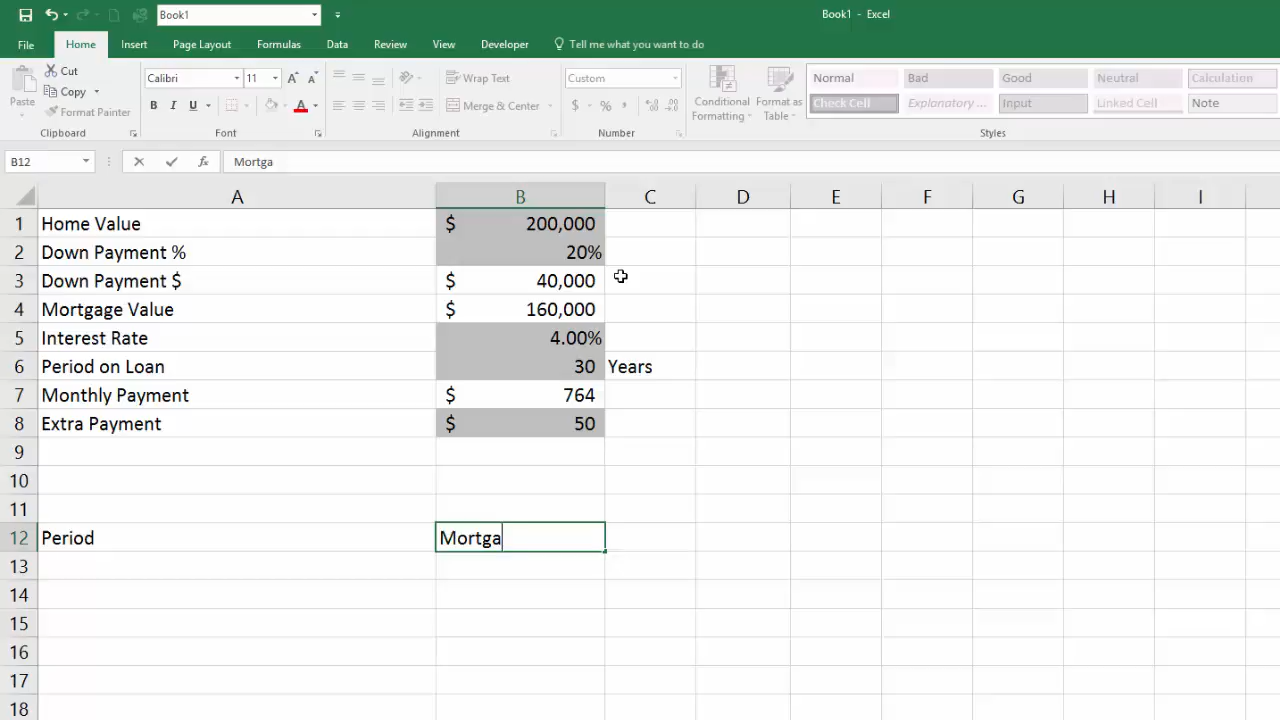 Book1
Book1 - Excel
File Home Insert Page Layout Formulas Data Review View Developer Tell me what you want to do
Paste
Cut
Copy
Format Painter
Clipboard
Calibri 11
B I U
Font
Wrap Text
Merge & Center
Alignment
Custom
$ % ,
Number
Conditional Formatting
Format as Table
Normal Bad Good Neutral Calculation
Check Cell Explanatory ... Input Linked Cell Note
Styles
B12 fx Mortga
A B C D E F G H I
1 Home Value $ 200,000
2 Down Payment % 20%
3 Down Payment $ $ 40,000
4 Mortgage Value $ 160,000
5 Interest Rate 4.00%
6 Period on Loan 30 Years
7 Monthly Payment $ 764
8 Extra Payment $ 50
9
10
11
12 Period Mortga
13
14
15
16
17
18